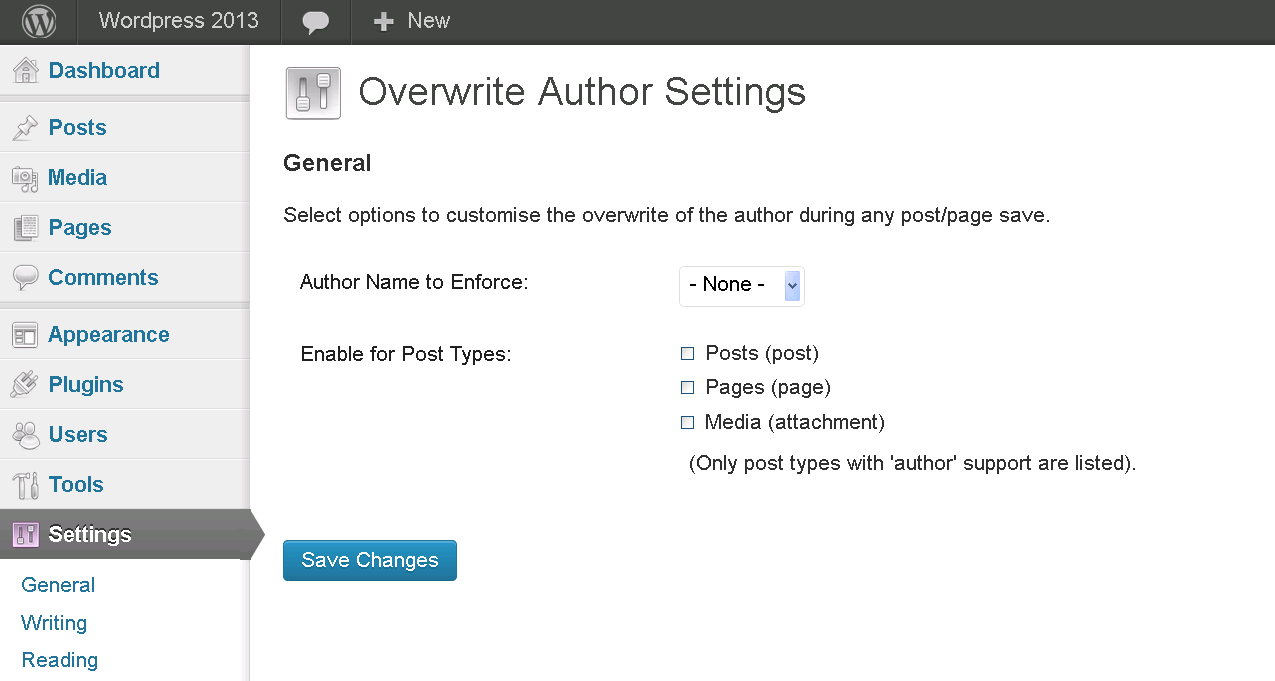 Wordpress 2013
New
Dashboard
Posts
Media
Pages
Comments
Appearance
Plugins
Users
Tools
Settings
General
Writing
Reading
Overwrite Author Settings
General
Select options to customise the overwrite of the author during any post/page save.
Author Name to Enforce:
- None -
Enable for Post Types:
Posts (post)
Pages (page)
Media (attachment)
(Only post types with 'author' support are listed).
Save Changes